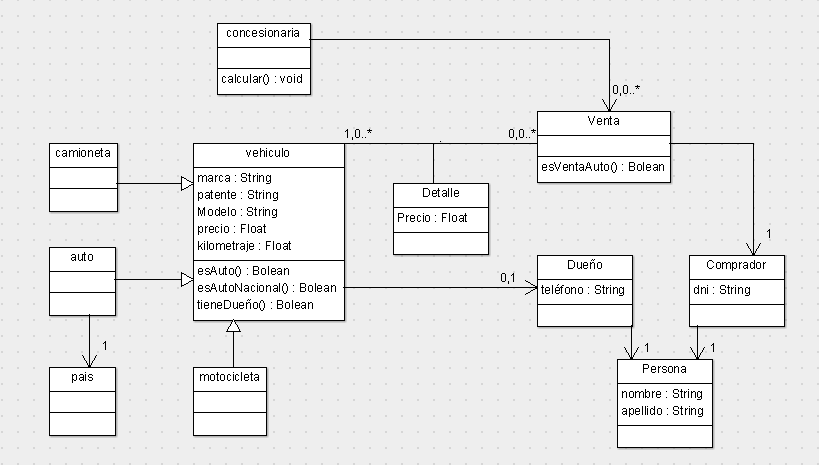 concesionaria
calcular() : void
0,0..*
Venta
esVentaAuto() : Bolean
1,0..*
0,0..*
camioneta
vehiculo
marca : String
patente : String
Modelo : String
precio : Float
kilometraje : Float
esAuto() : Bolean
esAutoNacional() : Bolean
tieneDueño() : Bolean
Detalle
Precio : Float
1
auto
Dueño
teléfono : String
Comprador
dni : String
0,1
1
1
1
pais
motocicleta
Persona
nombre : String
apellido : String